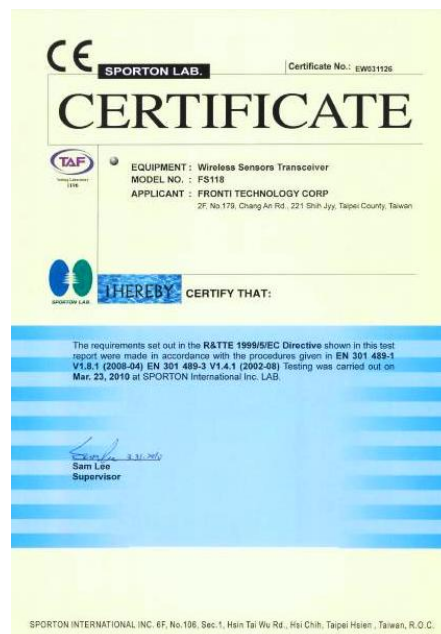 CE
SPORTON LAB.
Certificate No.: EW031126
CERTIFICATE
TAF
Testing Laboratory
EQUIPMENT : Wireless Sensors Transceiver
MODEL NO. : FS118
APPLICANT : FRONTI TECHNOLOGY CORP
2F, No.179, Chang An Rd., 221 Shih Jyy, Taipei County, Taiwan
SPORTON LAB.
I HEREBY CERTIFY THAT:
The requirements set out in the R&TTE 1999/5/EC Directive shown in this test
report were made in accordance with the procedures given in EN 301 489-1
V1.8.1 (2008-04) EN 301 489-3 V1.4.1 (2002-08) Testing was carried out on
Mar. 23, 2010 at SPORTON International Inc. LAB.
Sam Lee
Supervisor
SPORTON INTERNATIONAL INC. 6F, No.106, Sec.1, Hsin Tai Wu Rd., Hsi Chih, Taipei Hsien , Taiwan, R.O.C.